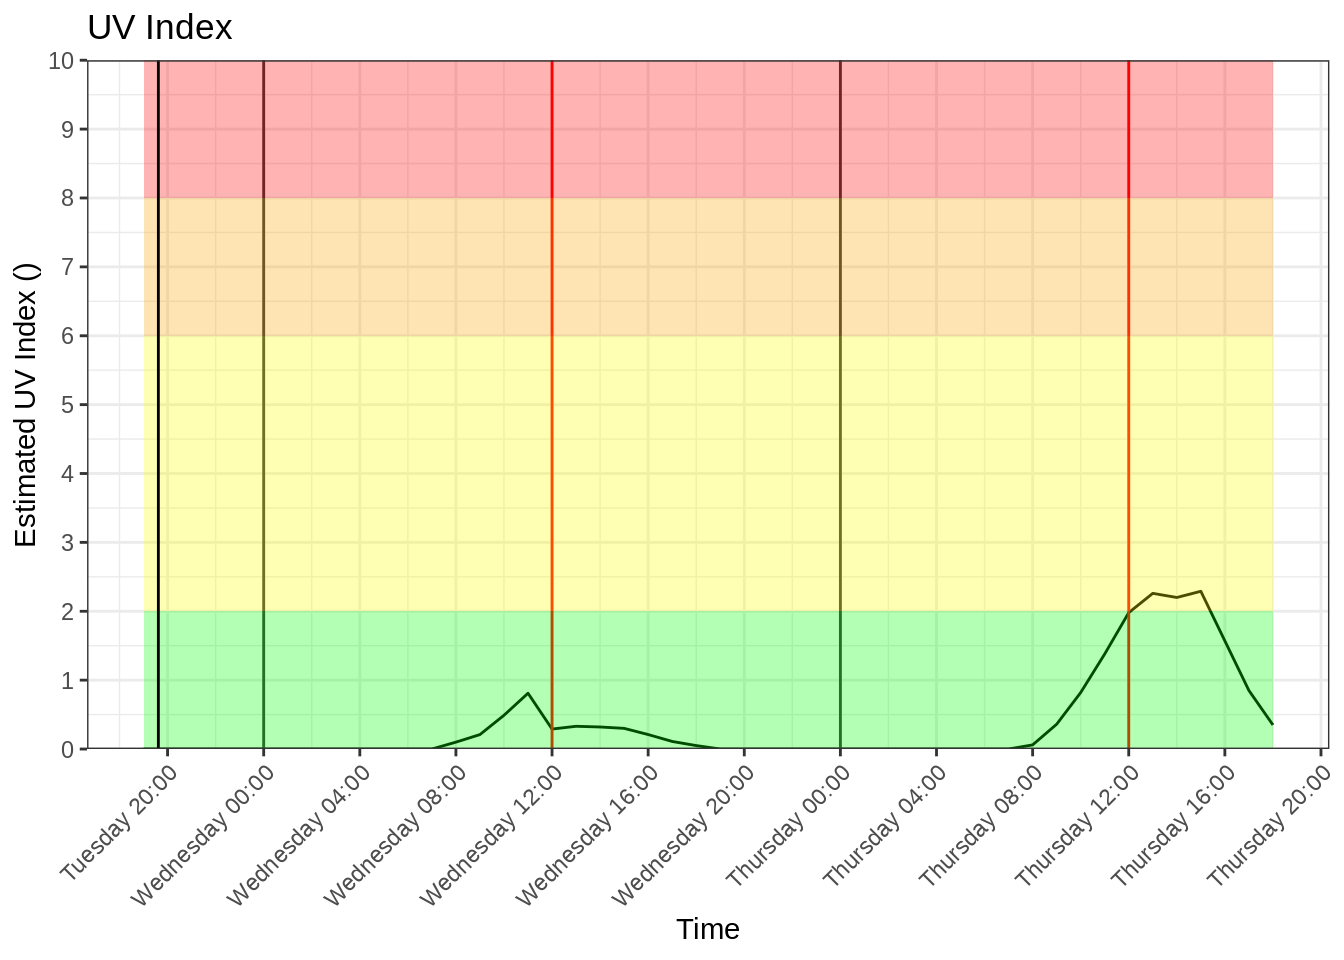 UV Index
10
9
8
7
6
5
4
3
2
1
0
Estimated UV Index ()
Tuesday 20:00
Wednesday 00:00
Wednesday 04:00
Wednesday 08:00
Wednesday 12:00
Wednesday 16:00
Wednesday 20:00
Thursday 00:00
Thursday 04:00
Thursday 08:00
Thursday 12:00
Thursday 16:00
Thursday 20:00
Time